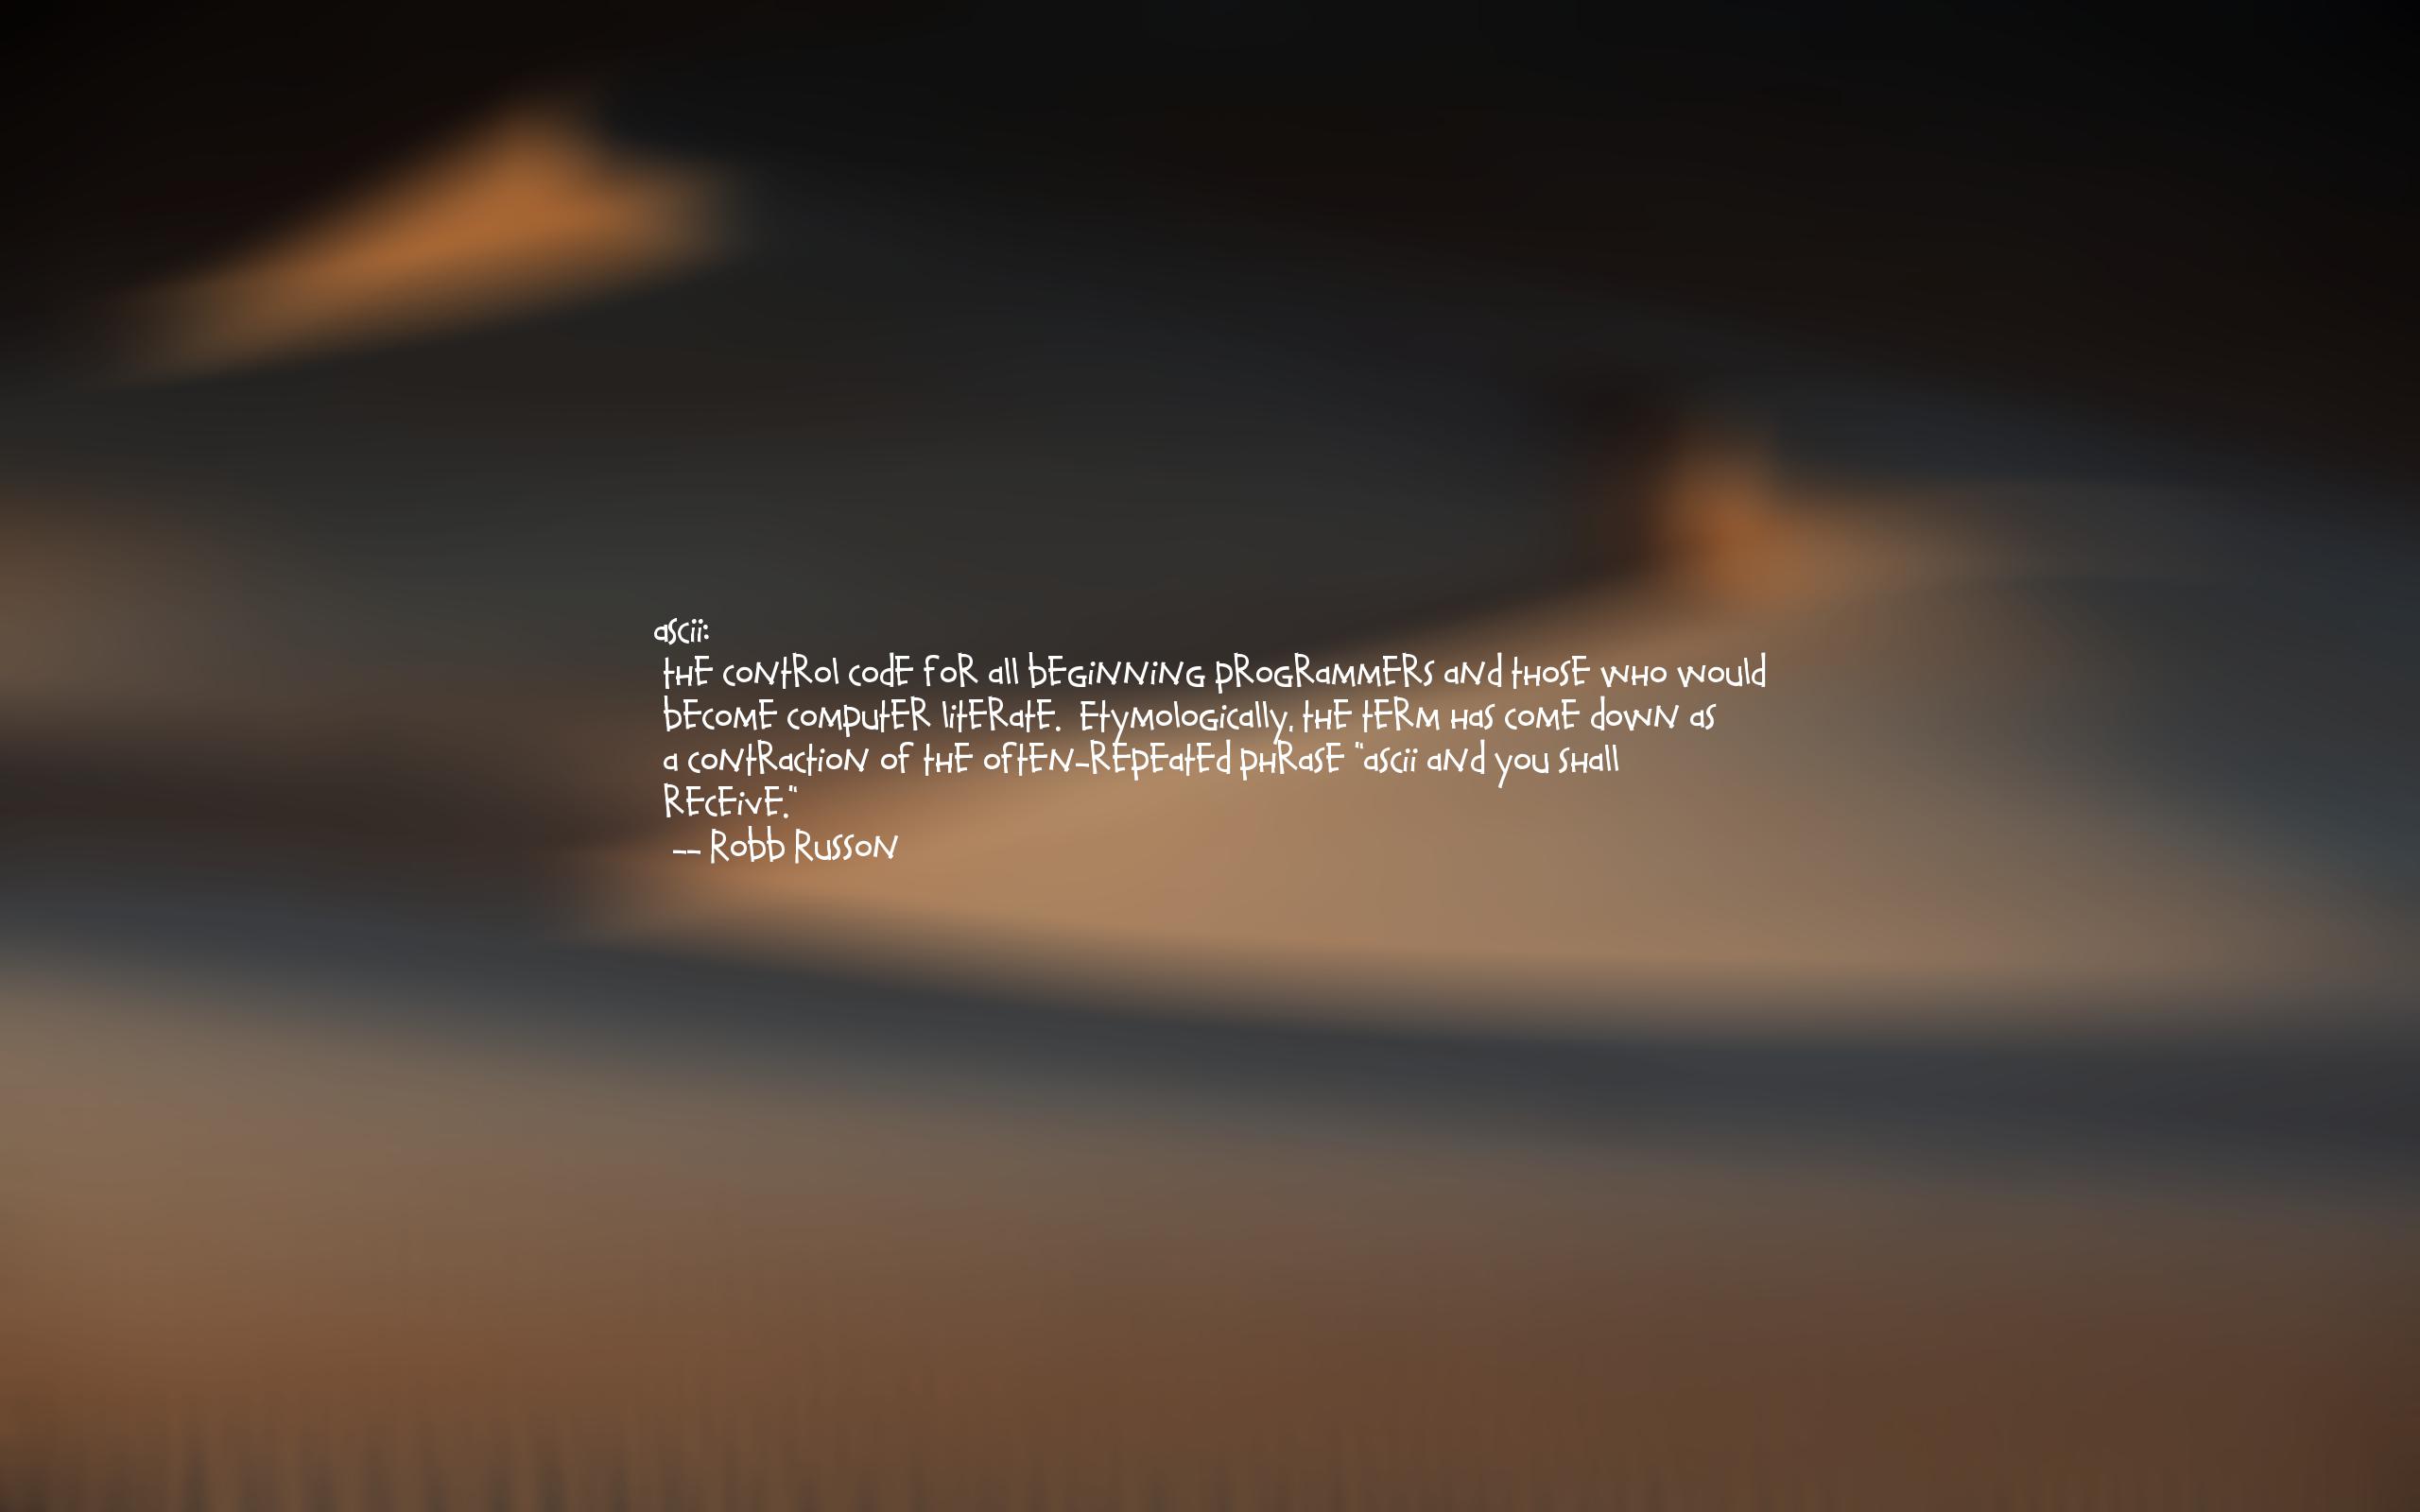 ascii:
the control code for all beginning programmers and those who would
become computer literate.  Etymologically, the term has come down as
a contraction of the often-repeated phrase "ascii and you shall
receive."
-- Robb Russon